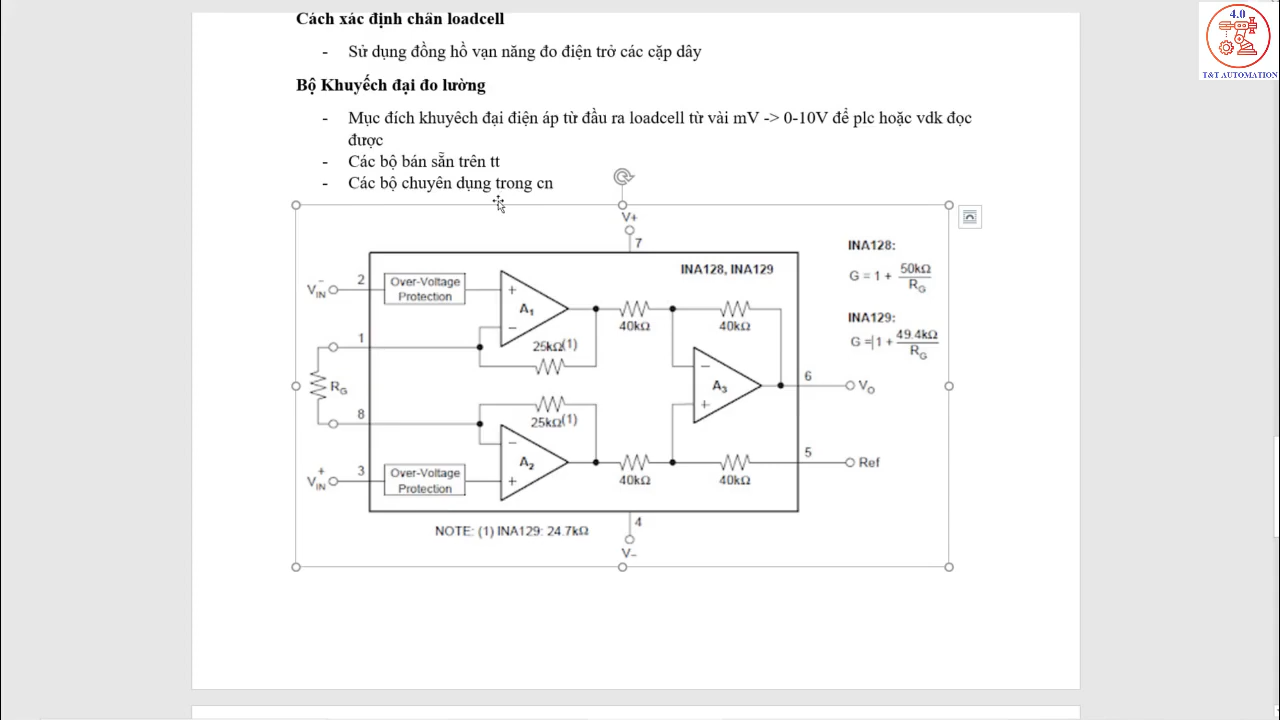 Cách xác định chân loadcell
- Sử dụng đồng hồ vạn năng đo điện trở các cặp dây
Bộ Khuyếch đại đo lường
- Mục đích khuyêch đại điện áp từ đầu ra loadcell từ vài mV -> 0-10V để plc hoặc vdk đọc
được
- Các bộ bán sẵn trên tt
- Các bộ chuyên dụng trong cn
4.0
T&T AUTOMATION
V+
7
INA128, INA129
INA128:
G = 1 + 50kΩ / RG
INA129:
G = 1 + 49.4kΩ / RG
VIN−
2
Over-Voltage
Protection
+
A1
−
40kΩ
40kΩ
1
25kΩ(1)
RG
−
A3
+
6
VO
8
25kΩ(1)
−
A2
+
5
Ref
VIN+
3
Over-Voltage
Protection
40kΩ
40kΩ
4
NOTE: (1) INA129: 24.7kΩ
V−